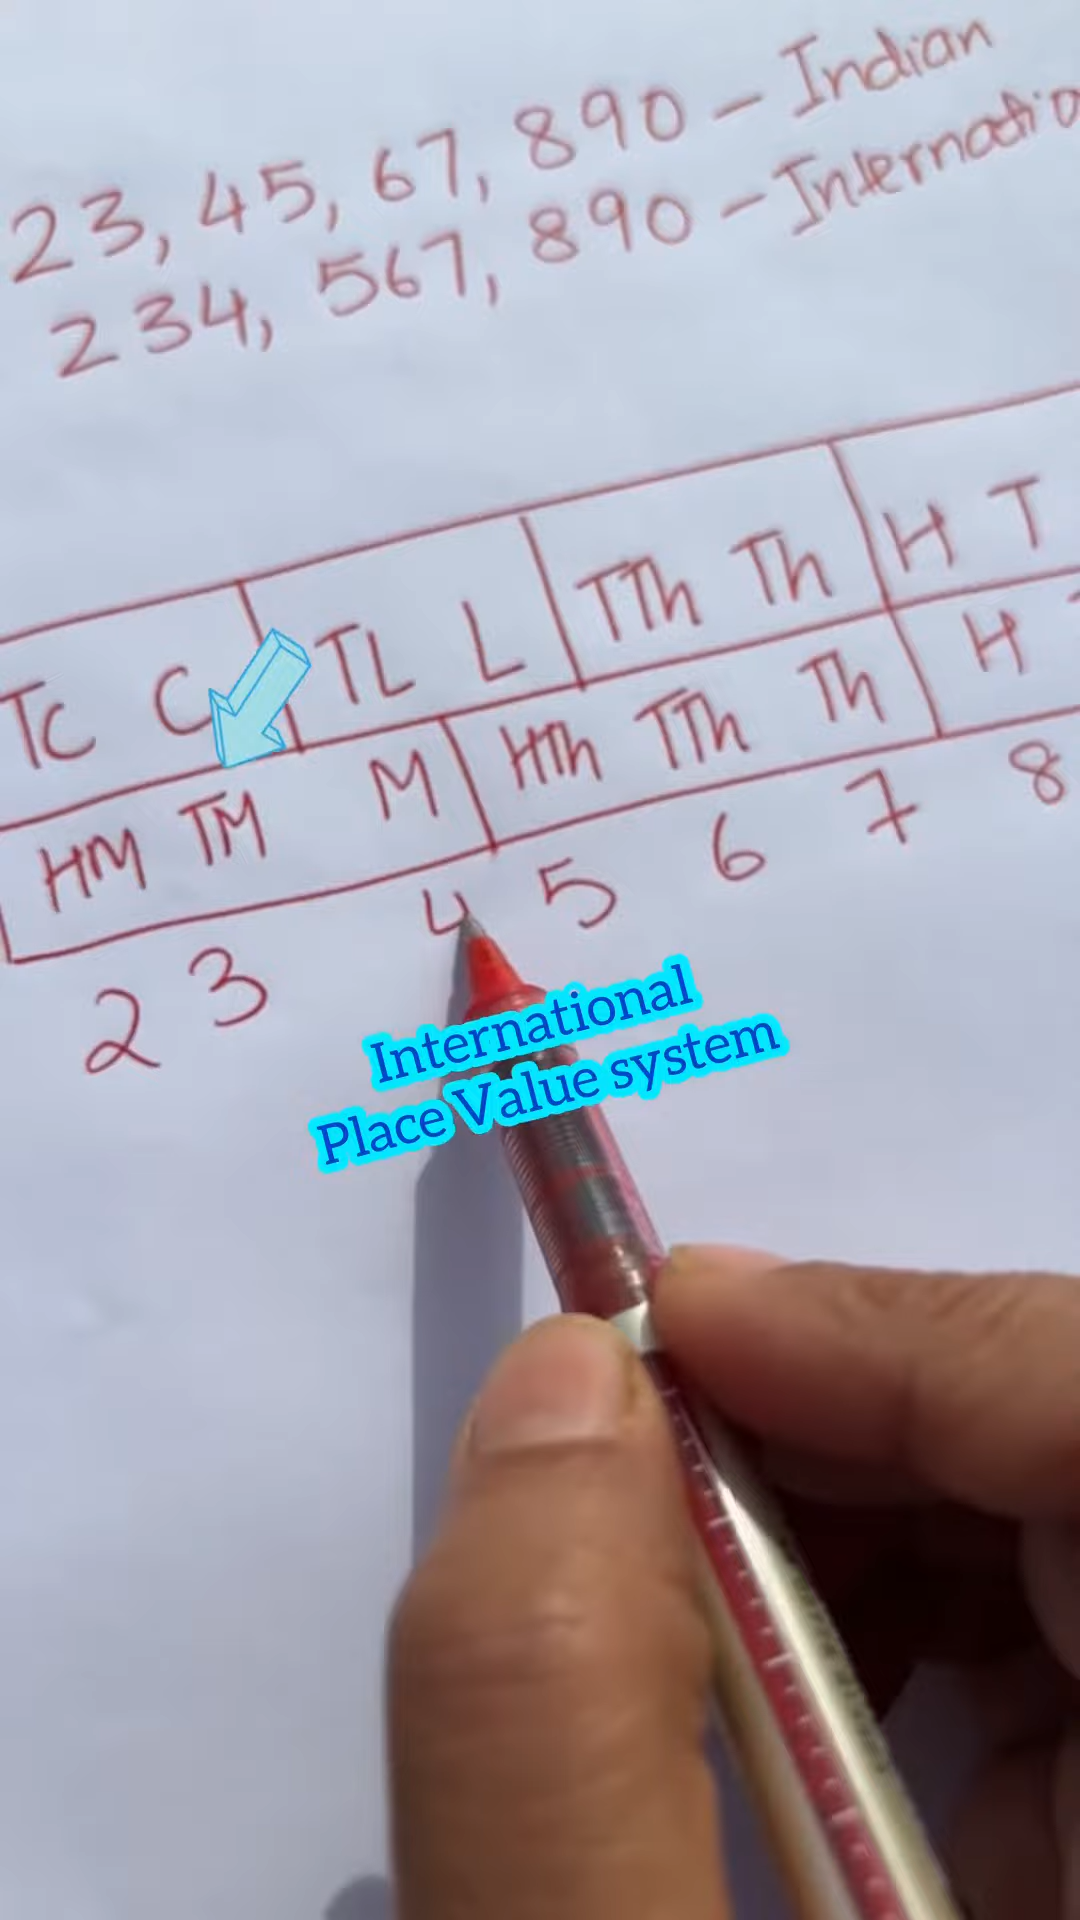 23, 45, 67, 890 - Indian
234, 567, 890 - Internatio
TC C TL L TTh Th H T
HM TM M HTh TTh Th H
2 3 4 5 6 7 8
International
Place Value system